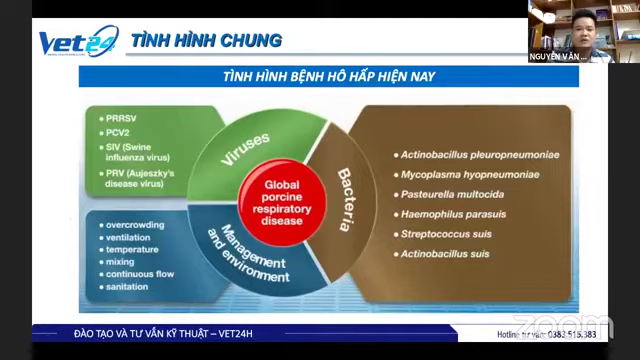 Vet24
TÌNH HÌNH CHUNG
NGUYỄN VĂN ...
TÌNH HÌNH BỆNH HÔ HẤP HIỆN NAY
• PRRSV
• PCV2
• SIV (Swine
influenza virus)
• PRV (Aujeszky's
disease virus)
Viruses
• overcrowding
• ventilation
• temperature
• mixing
• continuous flow
• sanitation
Management
and environment
Global
porcine
respiratory
disease
Bacteria
• Actinobacillus pleuropneumoniae
• Mycoplasma hyopneumoniae
• Pasteurella multocida
• Haemophilus parasuis
• Streptococcus suis
• Actinobacillus suis
ĐÀO TẠO VÀ TƯ VẤN KỸ THUẬT – VET24H
Hotline tư vấn: 0383.515.383
zoom